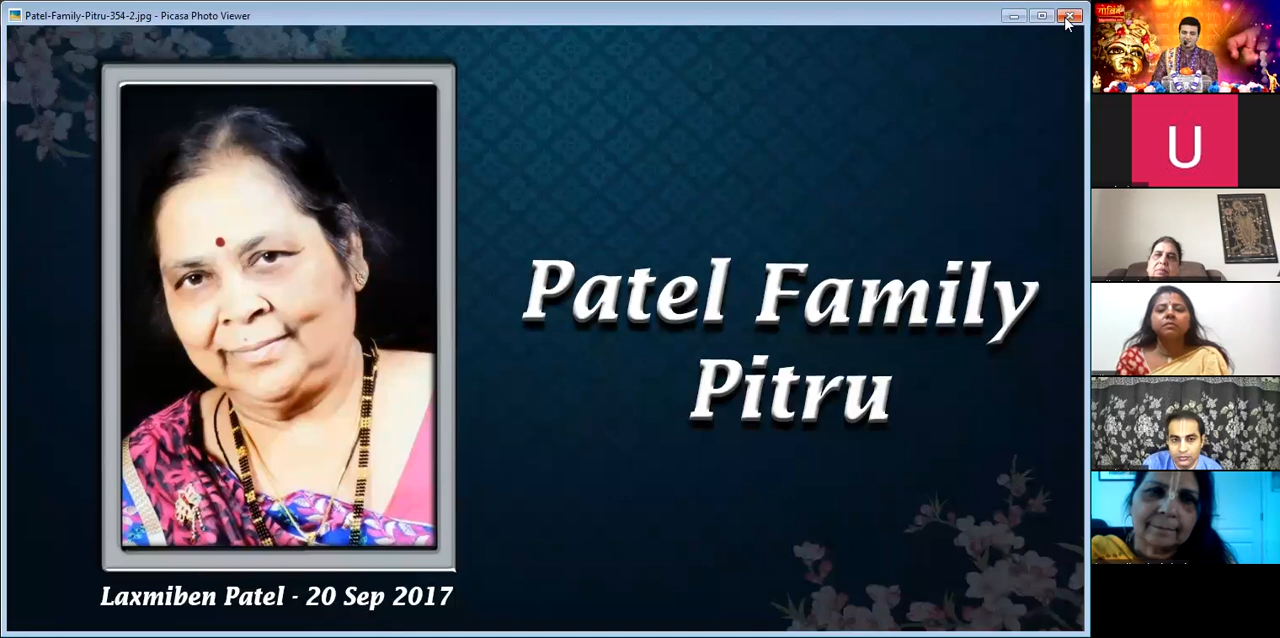 Patel-Family-Pitru-354-2.jpg - Picasa Photo Viewer
Patel Family
Pitru
Laxmiben Patel - 20 Sep 2017
U